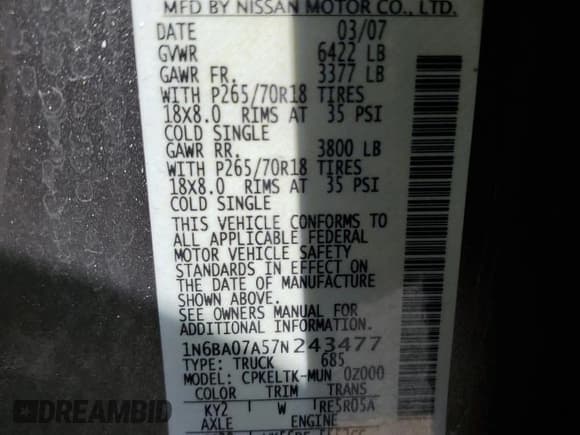 MFD BY NISSAN MOTOR CO., LTD.
DATE 03/07
GVWR 6422 LB
GAWR FR. 3377 LB
WITH P265/70R18 TIRES
18X8.0 RIMS AT 35 PSI
COLD SINGLE
GAWR RR. 3800 LB
WITH P265/70R18 TIRES
18X8.0 RIMS AT 35 PSI
COLD SINGLE
THIS VEHICLE CONFORMS TO
ALL APPLICABLE FEDERAL
MOTOR VEHICLE SAFETY
STANDARDS IN EFFECT ON
THE DATE OF MANUFACTURE
SHOWN ABOVE.
SEE OWNERS MANUAL FOR
ADDITIONAL INFORMATION.
1N6BA07A57N243477
TYPE: TRUCK 685
MODEL: CPKELTK-MUN 0Z000
COLOR TRIM TRANS
KY2 W RE5R05A
AXLE ENGINE
DREAMBID